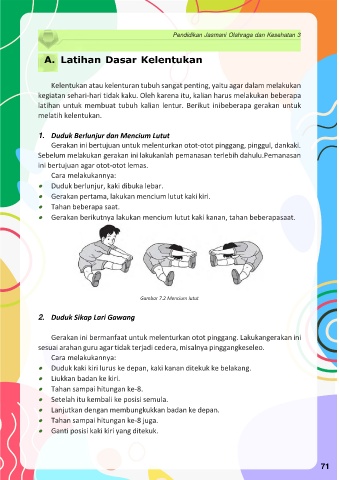 Pendidikan Jasmani Olahraga dan Kesehatan 3
A. Latihan Dasar Kelentukan
Kelentukan atau kelenturan tubuh sangat penting, yaitu agar dalam melakukan
kegiatan sehari-hari tidak kaku. Oleh karena itu, kalian harus melakukan beberapa
latihan untuk membuat tubuh kalian lentur. Berikut inibeberapa gerakan untuk
melatih kelentukan.
1. Duduk Berlunjur dan Mencium Lutut
Gerakan ini bertujuan untuk melenturkan otot-otot pinggang, pinggul, dankaki.
Sebelum melakukan gerakan ini lakukanlah pemanasan terlebih dahulu.Pemanasan
ini bertujuan agar otot-otot lemas.
Cara melakukannya:
• Duduk berlunjur, kaki dibuka lebar.
• Gerakan pertama, lakukan mencium lutut kaki kiri.
• Tahan beberapa saat.
• Gerakan berikutnya lakukan mencium lutut kaki kanan, tahan beberapasaat.
Gambar 7.2 Mencium lutut
2. Duduk Sikap Lari Gawang
Gerakan ini bermanfaat untuk melenturkan otot pinggang. Lakukangerakan ini
sesuai arahan guru agar tidak terjadi cedera, misalnya pinggangkeseleo.
Cara melakukannya:
• Duduk kaki kiri lurus ke depan, kaki kanan ditekuk ke belakang.
• Liukkan badan ke kiri.
• Tahan sampai hitungan ke-8.
• Setelah itu kembali ke posisi semula.
• Lanjutkan dengan membungkukkan badan ke depan.
• Tahan sampai hitungan ke-8 juga.
• Ganti posisi kaki kiri yang ditekuk.
71